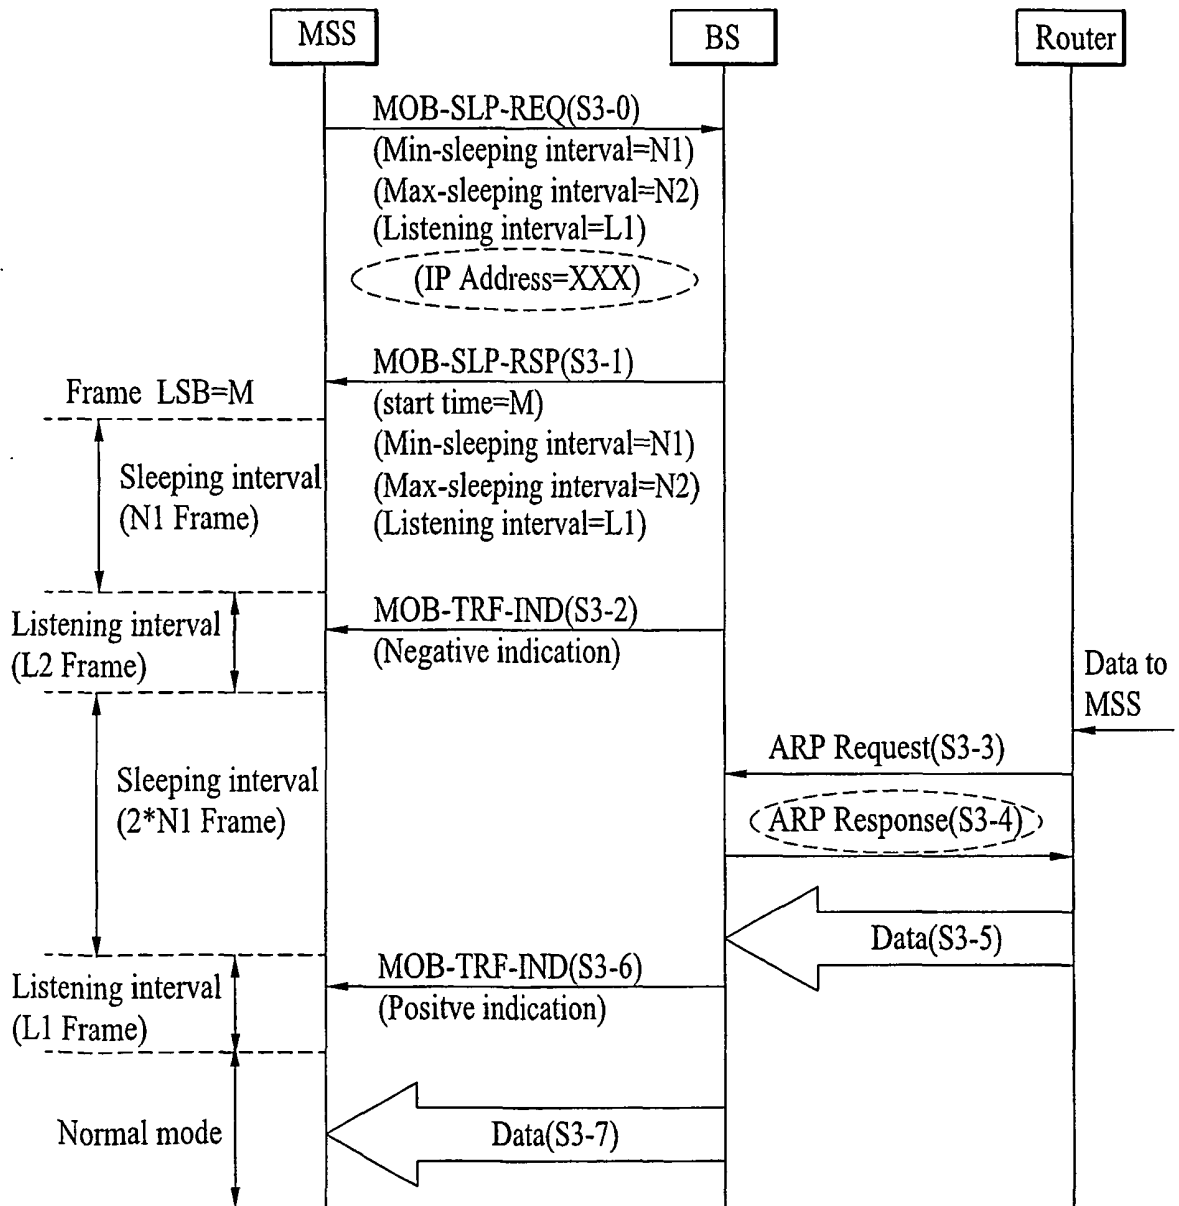 MSS
BS
Router
MOB-SLP-REQ(S3-0)
(Min-sleeping interval=N1)
(Max-sleeping interval=N2)
(Listening interval=L1)
(IP Address=XXX)
MOB-SLP-RSP(S3-1)
Frame LSB=M
(start time=M)
(Min-sleeping interval=N1)
(Max-sleeping interval=N2)
(Listening interval=L1)
Sleeping interval
(N1 Frame)
MOB-TRF-IND(S3-2)
(Negative indication)
Listening interval
(L2 Frame)
Data to
MSS
ARP Request(S3-3)
Sleeping interval
(2*N1 Frame)
ARP Response(S3-4)
Data(S3-5)
MOB-TRF-IND(S3-6)
(Positve indication)
Listening interval
(L1 Frame)
Normal mode
Data(S3-7)